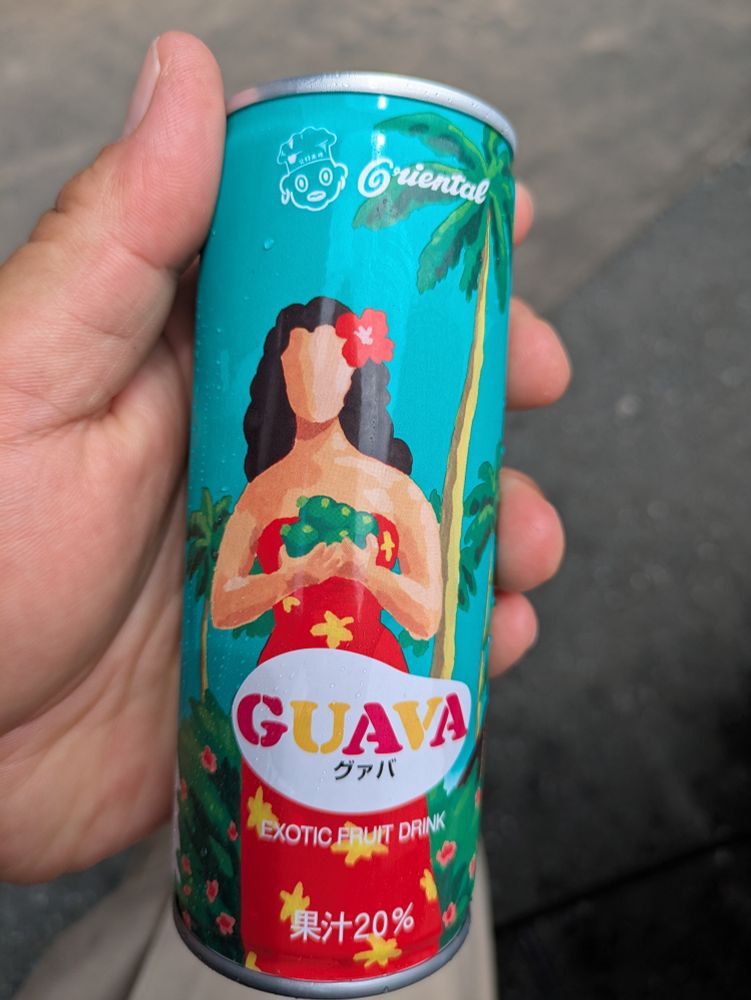 Oriental
GUAVA
グァバ
EXOTIC FRUIT DRINK
果汁20%